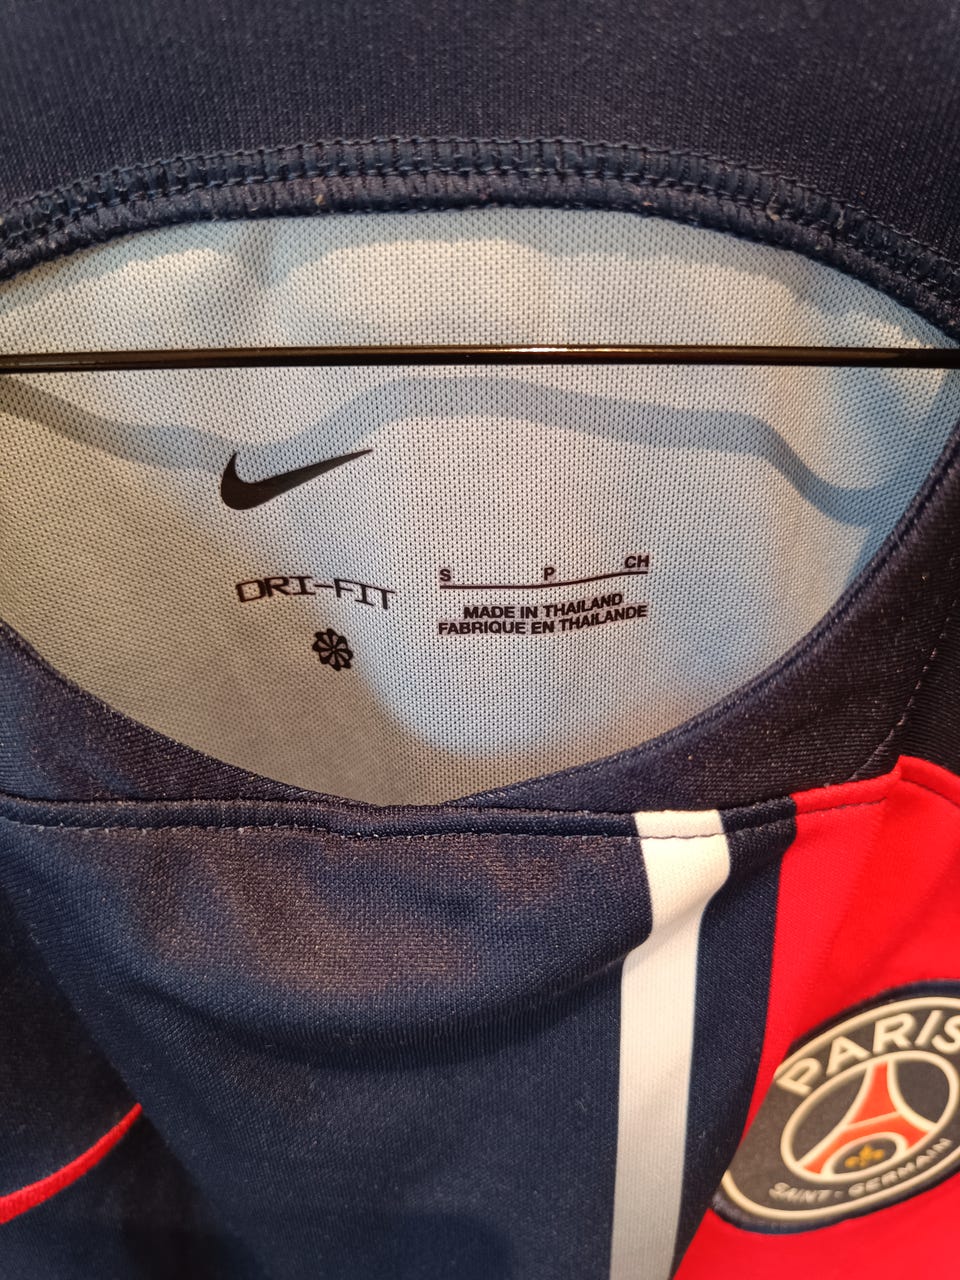 DRI-FIT
S P CH
MADE IN THAILAND
FABRIQUE EN THAILANDE
PARIS
SAINT-GERMAIN